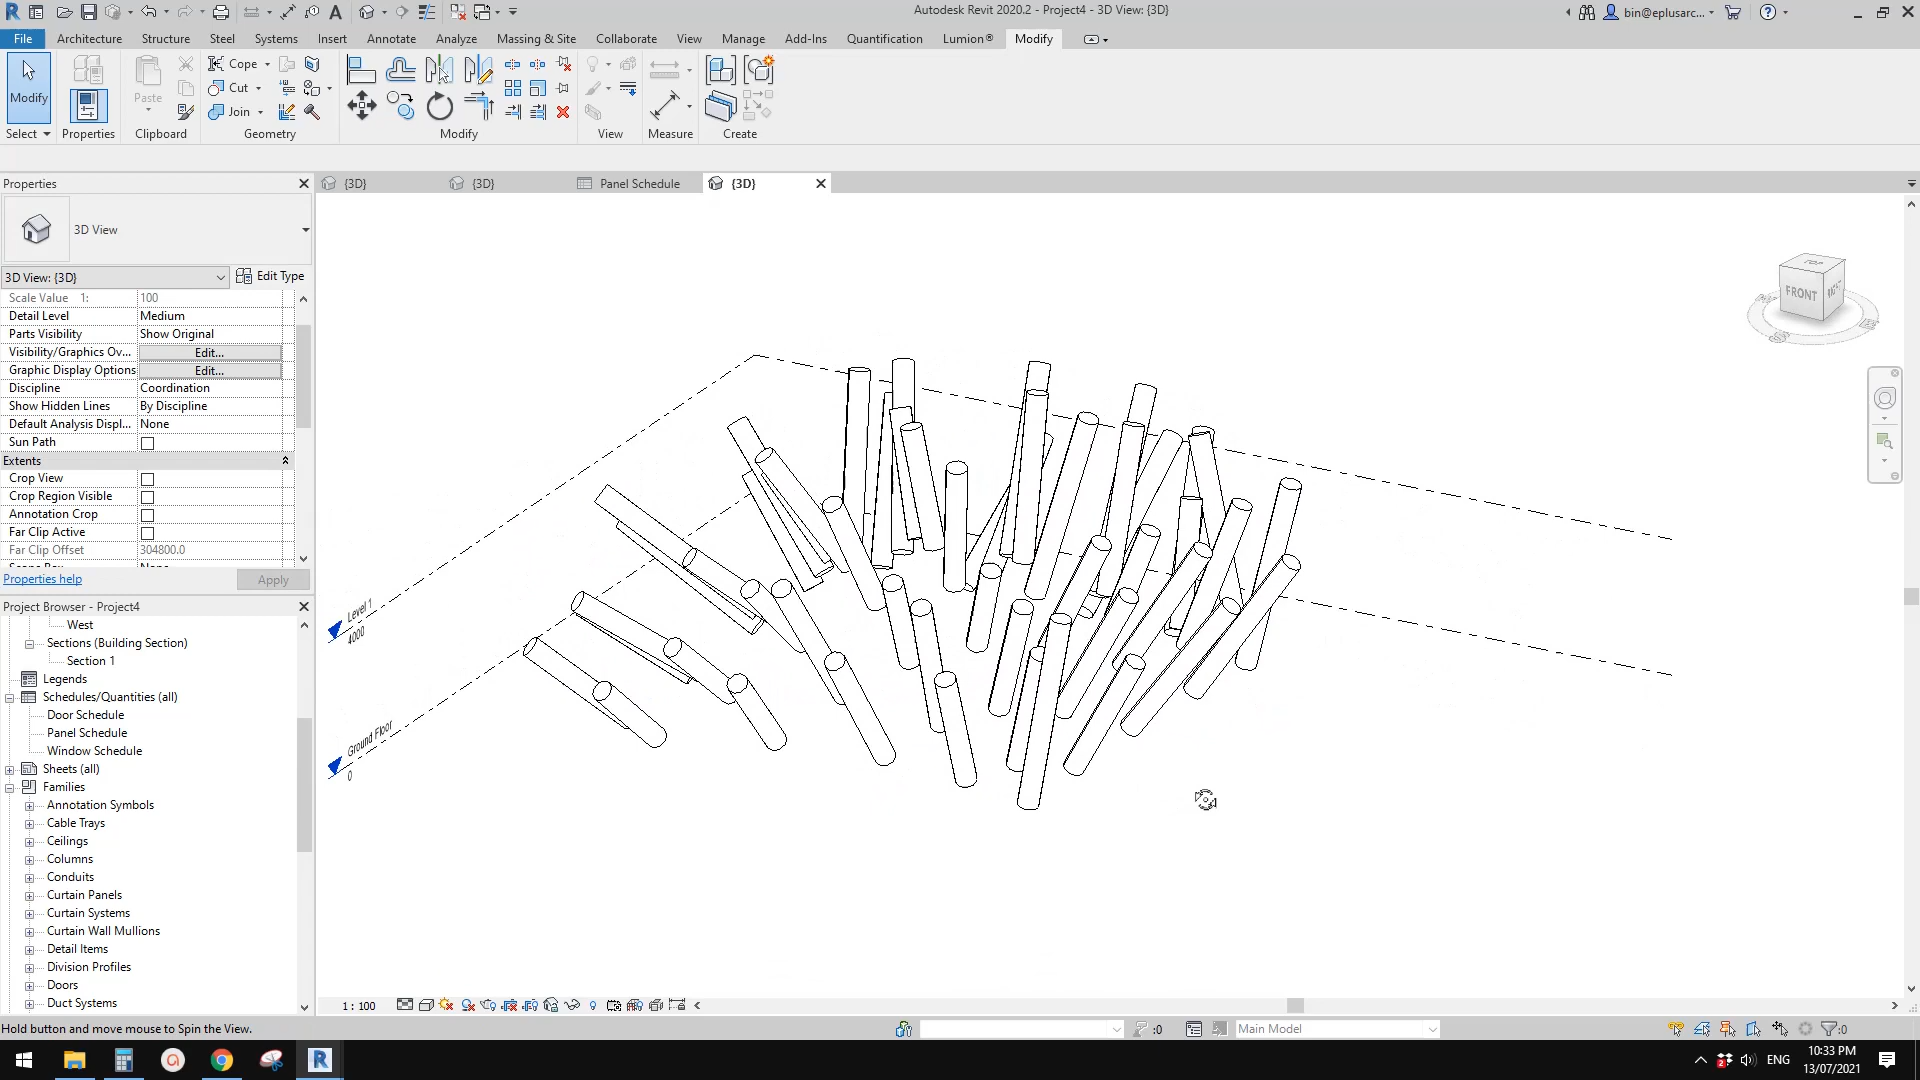 Autodesk Revit 2020.2 - Project4 - 3D View: {3D}
bin@eplusarc...
File Architecture Structure Steel Systems Insert Annotate Analyze Massing & Site Collaborate View Manage Add-Ins Quantification Lumion® Modify
Modify
Paste
Cope
Cut
Join
Select Properties Clipboard Geometry Modify View Measure Create
Properties
{3D} {3D} Panel Schedule {3D}
3D View
3D View: {3D} Edit Type
Scale Value 1: 100
Detail Level Medium
Parts Visibility Show Original
Visibility/Graphics Ov... Edit...
Graphic Display Options Edit...
Discipline Coordination
Show Hidden Lines By Discipline
Default Analysis Displ... None
Sun Path
Extents
Crop View
Crop Region Visible
Annotation Crop
Far Clip Active
Far Clip Offset 304800.0
Properties help Apply
Project Browser - Project4
West
Sections (Building Section)
Section 1
Legends
Schedules/Quantities (all)
Door Schedule
Panel Schedule
Window Schedule
Sheets (all)
Families
Annotation Symbols
Cable Trays
Ceilings
Columns
Conduits
Curtain Panels
Curtain Systems
Curtain Wall Mullions
Detail Items
Division Profiles
Doors
Duct Systems
Level 1
4000
Ground Floor
0
TOP
FRONT
RIGHT
1 : 100
Hold button and move mouse to Spin the View.
:0
Main Model
:0
ENG
10:33 PM
13/07/2021